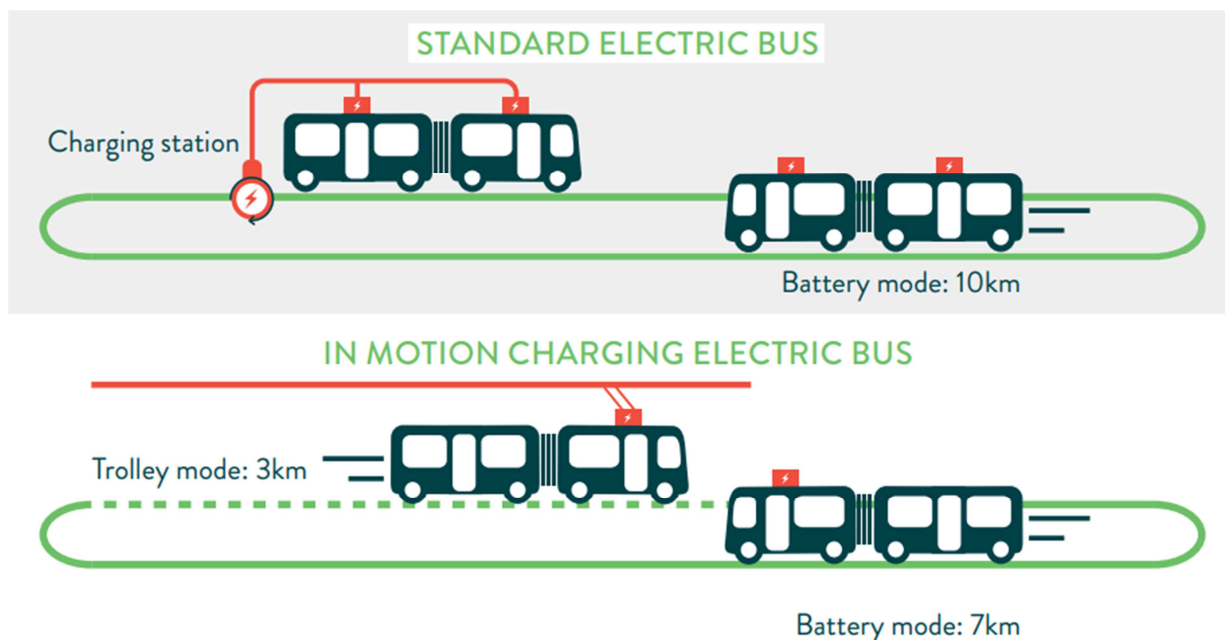 STANDARD ELECTRIC BUS
Charging station
Battery mode: 10km
IN MOTION CHARGING ELECTRIC BUS
Trolley mode: 3km
Battery mode: 7km